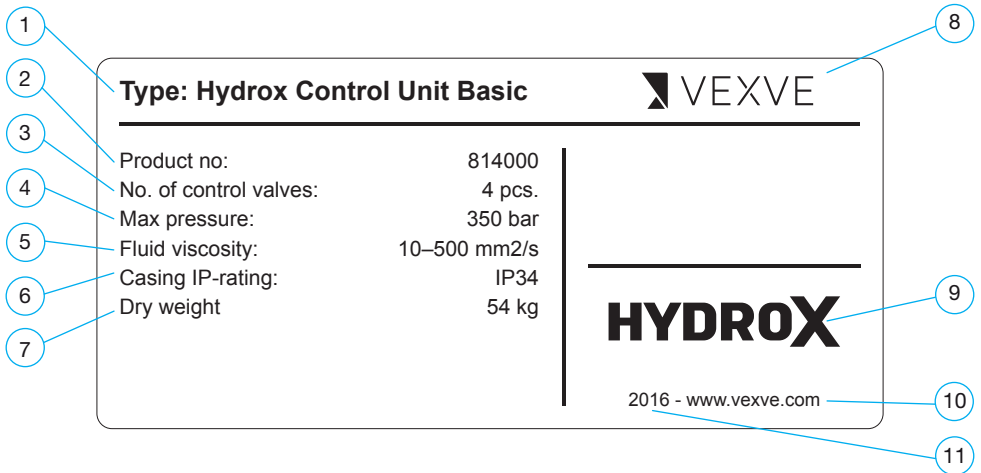 1
8
Type: Hydrox Control Unit Basic
VEXVE
2
3
4
5
6
7
Product no: 814000
No. of control valves: 4 pcs.
Max pressure: 350 bar
Fluid viscosity: 10–500 mm2/s
Casing IP-rating: IP34
Dry weight 54 kg
9
HYDROX
2016 - www.vexve.com
10
11